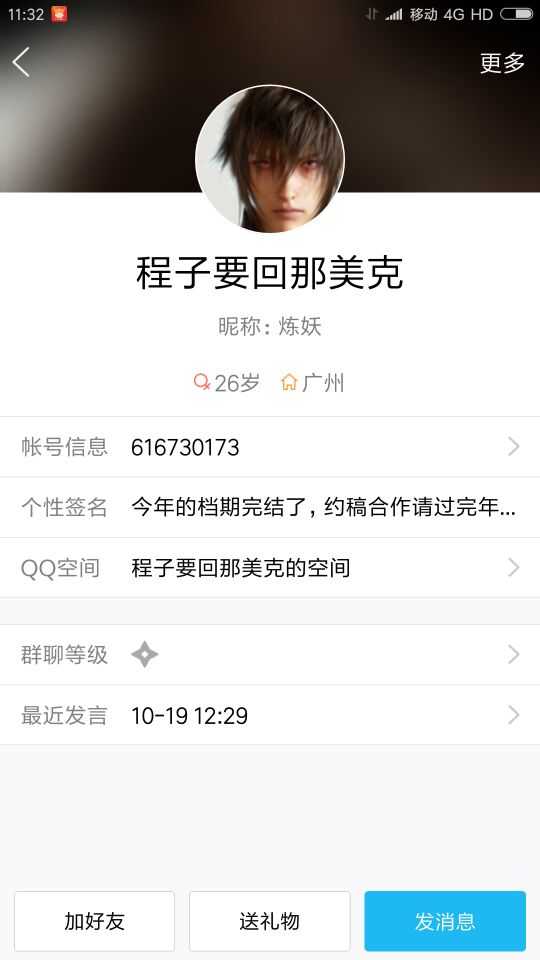 11:32 移动 4G HD
更多
程子要回那美克
昵称：炼妖
26岁 广州
帐号信息 616730173
个性签名 今年的档期完结了，约稿合作请过完年...
QQ空间 程子要回那美克的空间
群聊等级
最近发言 10-19 12:29
加好友 送礼物 发消息